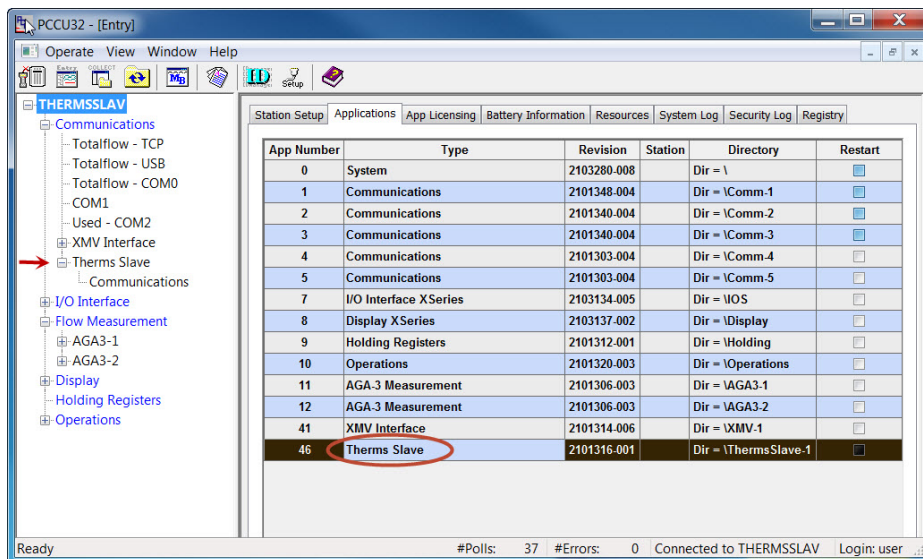 PCCU32 - [Entry]
Operate View Window Help
Entry COLLECT MB ID Setup
THERMSSLAV
Communications
Totalflow - TCP
Totalflow - USB
Totalflow - COM0
COM1
Used - COM2
XMV Interface
Therms Slave
Communications
I/O Interface
Flow Measurement
AGA3-1
AGA3-2
Display
Holding Registers
Operations
Station Setup Applications App Licensing Battery Information Resources System Log Security Log Registry
App Number Type Revision Station Directory Restart
0 System 2103280-008 Dir = \
1 Communications 2101348-004 Dir = \Comm-1
2 Communications 2101340-004 Dir = \Comm-2
3 Communications 2101340-004 Dir = \Comm-3
4 Communications 2101303-004 Dir = \Comm-4
5 Communications 2101303-004 Dir = \Comm-5
7 I/O Interface XSeries 2103134-005 Dir = \IOS
8 Display XSeries 2103137-002 Dir = \Display
9 Holding Registers 2101312-001 Dir = \Holding
10 Operations 2101320-003 Dir = \Operations
11 AGA-3 Measurement 2101306-003 Dir = \AGA3-1
12 AGA-3 Measurement 2101306-003 Dir = \AGA3-2
41 XMV Interface 2101314-006 Dir = \XMV-1
46 Therms Slave 2101316-001 Dir = \ThermsSlave-1
Ready #Polls: 37 #Errors: 0 Connected to THERMSSLAV Login: user